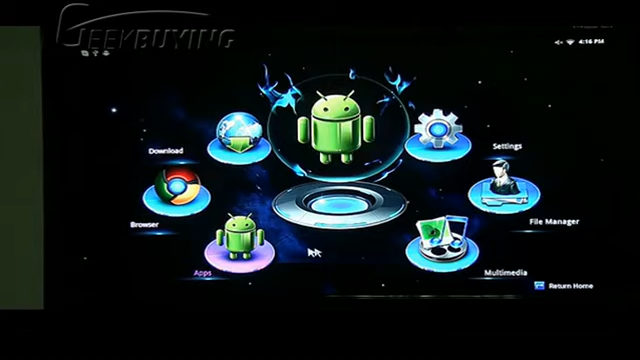 GEEKBUYING
4:16 PM
Download
Settings
Browser
File Manager
Apps
Multimedia
Return Home